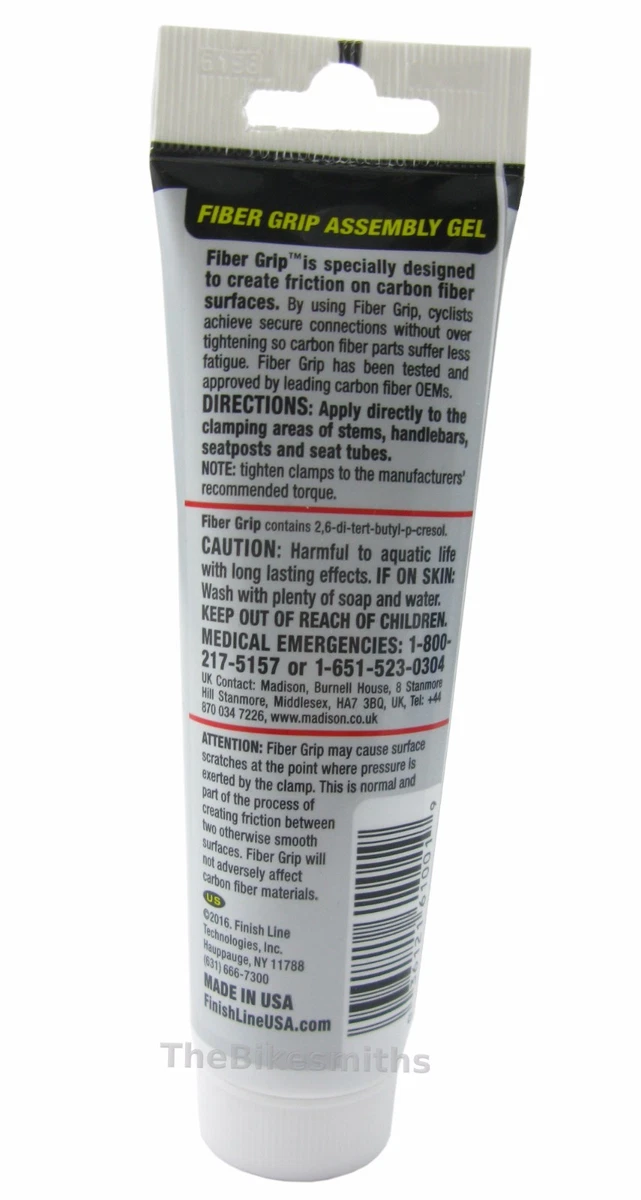 FIBER GRIP ASSEMBLY GEL
Fiber Grip™ is specially designed
to create friction on carbon fiber
surfaces. By using Fiber Grip, cyclists
achieve secure connections without over
tightening so carbon fiber parts suffer less
fatigue. Fiber Grip has been tested and
approved by leading carbon fiber OEMs.
DIRECTIONS: Apply directly to the
clamping areas of stems, handlebars,
seatposts and seat tubes.
NOTE: tighten clamps to the manufacturers'
recommended torque.
Fiber Grip contains 2,6-di-tert-butyl-p-cresol.
CAUTION: Harmful to aquatic life
with long lasting effects. IF ON SKIN:
Wash with plenty of soap and water.
KEEP OUT OF REACH OF CHILDREN.
MEDICAL EMERGENCIES: 1-800-
217-5157 or 1-651-523-0304
UK Contact: Madison, Burnell House, 8 Stanmore
Hill Stanmore, Middlesex, HA7 3BQ, UK, Tel: +44
870 034 7226, www.madison.co.uk
ATTENTION: Fiber Grip may cause surface
scratches at the point where pressure is
exerted by the clamp. This is normal and
part of the process of
creating friction between
two otherwise smooth
surfaces. Fiber Grip will
not adversely affect
carbon fiber materials.
US
©2016. Finish Line
Technologies, Inc.
Hauppauge, NY 11788
(631) 666-7300
MADE IN USA
FinishLineUSA.com
TheBikesmiths